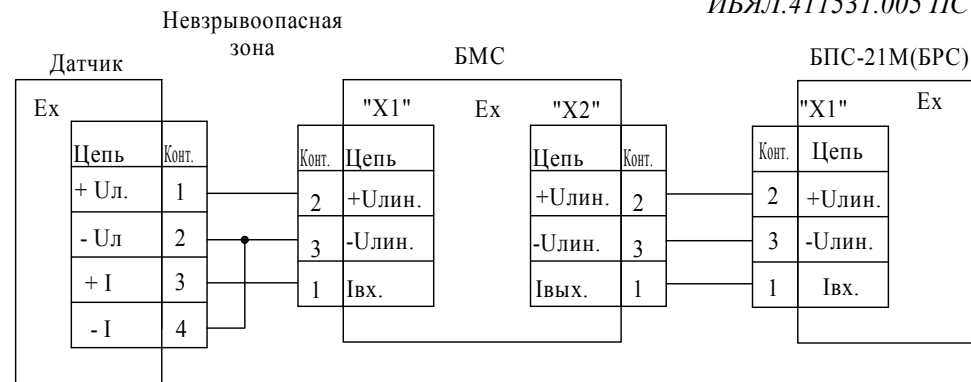 ИБЯЛ.411531.005 ПС
Невзрывоопасная
зона
Датчик
БМС
БПС-21М(БРС)
Ex
"X1"
Ex
"X2"
"X1"
Ex
Цепь Конт.
Конт. Цепь
Цепь Конт.
Конт. Цепь
+ Uл. 1
2 +Uлин.
+Uлин. 2
2 +Uлин.
- Uл 2
3 -Uлин.
-Uлин. 3
3 -Uлин.
+ I 3
1 Iвх.
Iвых. 1
1 Iвх.
- I 4